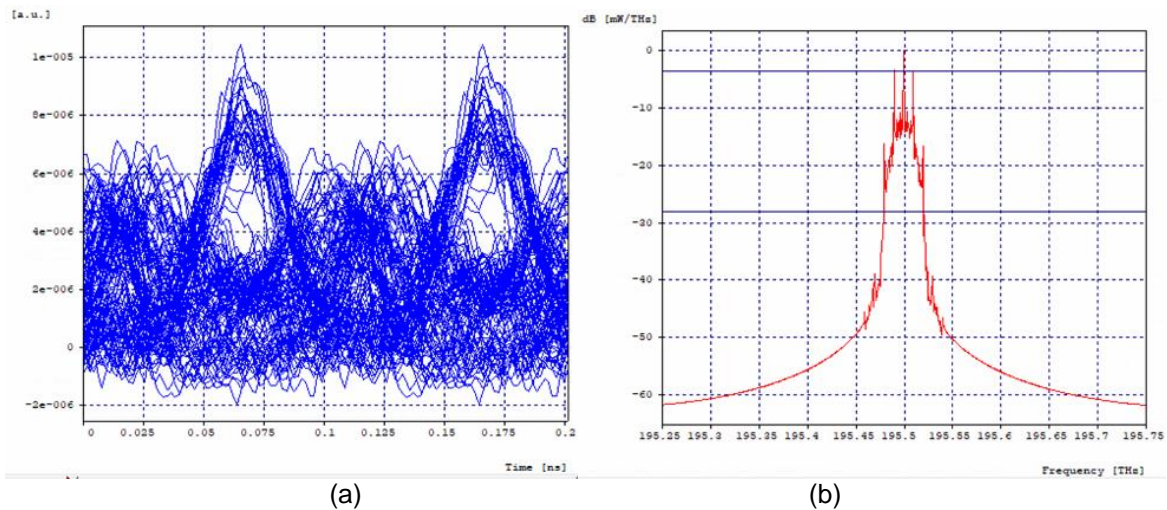 [a.u.]
1e-005
8e-006
6e-006
4e-006
2e-006
0
-2e-006
0 0.025 0.05 0.075 0.1 0.125 0.15 0.175 0.2
Time [ns]
(a)
dB [mW/THz]
0
-10
-20
-30
-40
-50
-60
195.25 195.3 195.35 195.4 195.45 195.5 195.55 195.6 195.65 195.7 195.75
Frequency [THz]
(b)